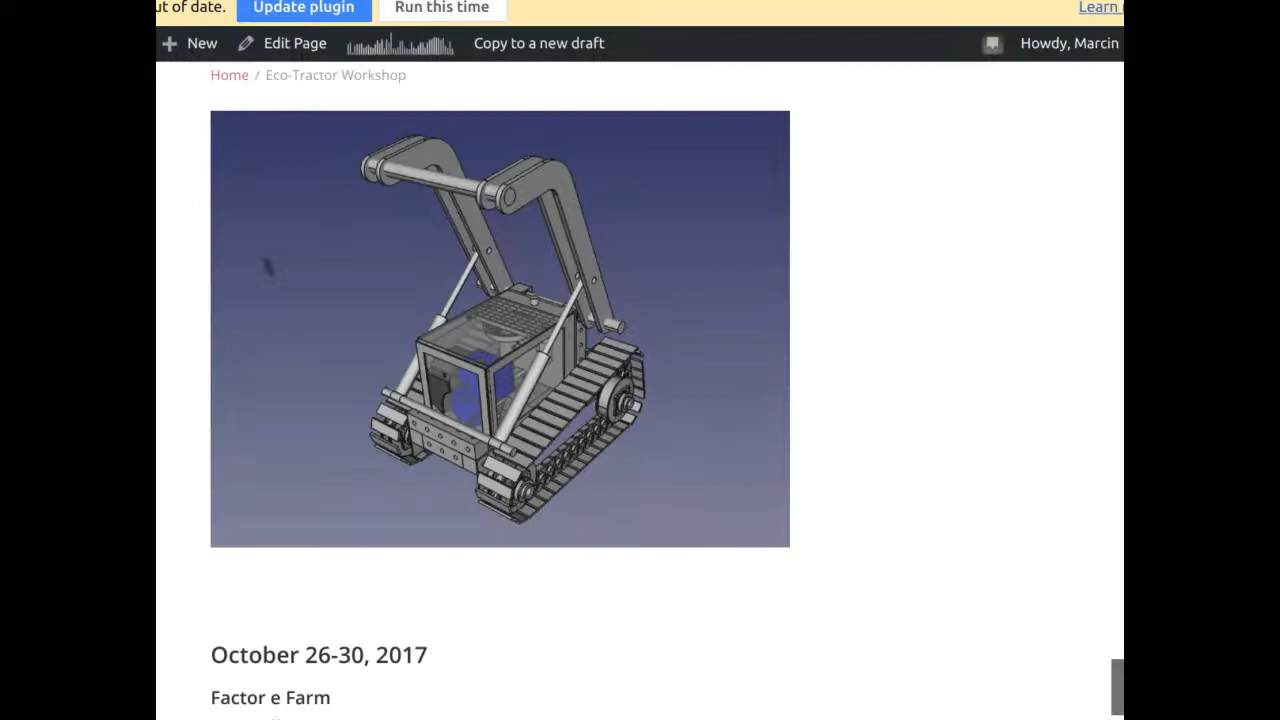 ut of date. Update plugin Run this time Learn
New Edit Page Copy to a new draft Howdy, Marcin
Home / Eco-Tractor Workshop
October 26-30, 2017
Factor e Farm